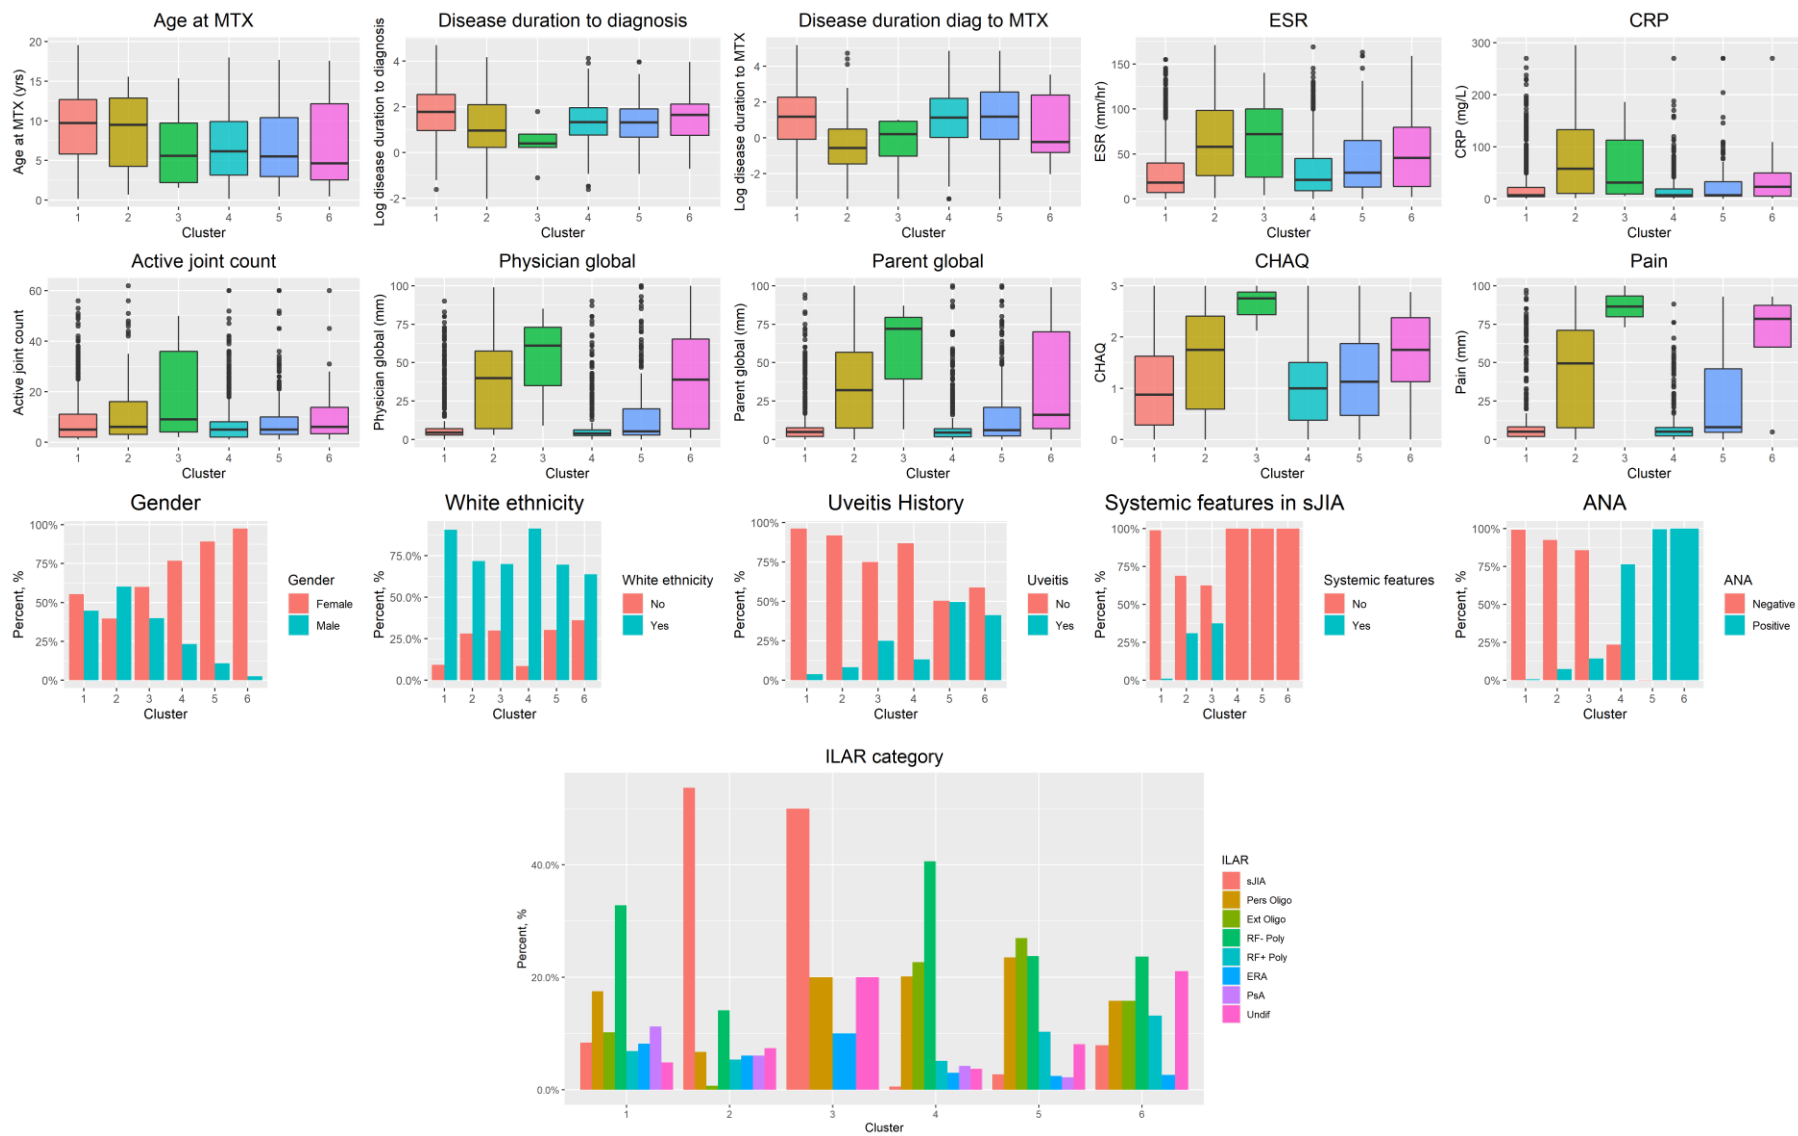 Age at MTX
Disease duration to diagnosis
Disease duration diag to MTX
ESR
CRP
Age at MTX (yrs)
20
15
10
5
0
1 2 3 4 5 6
Cluster
Log disease duration to diagnosis
4
2
0
-2
1 2 3 4 5 6
Cluster
Log disease duration to MTX
4
2
0
-2
1 2 3 4 5 6
Cluster
ESR (mm/hr)
150
100
50
0
1 2 3 4 5 6
Cluster
CRP (mg/L)
300
200
100
0
1 2 3 4 5 6
Cluster
Active joint count
Physician global
Parent global
CHAQ
Pain
Active joint count
60
40
20
0
1 2 3 4 5 6
Cluster
Physician global (mm)
100
75
50
25
0
1 2 3 4 5 6
Cluster
Parent global (mm)
100
75
50
25
0
1 2 3 4 5 6
Cluster
CHAQ
3
2
1
0
1 2 3 4 5 6
Cluster
Pain (mm)
100
75
50
25
0
1 2 3 4 5 6
Cluster
Gender
White ethnicity
Uveitis History
Systemic features in sJIA
ANA
Percent, %
100%
75%
50%
25%
0%
1 2 3 4 5 6
Cluster
Gender
Female
Male
Percent, %
75.0%
50.0%
25.0%
0.0%
1 2 3 4 5 6
Cluster
White ethnicity
No
Yes
Percent, %
100%
75%
50%
25%
0%
1 2 3 4 5 6
Cluster
Uveitis
No
Yes
Percent, %
100%
75%
50%
25%
0%
1 2 3 4 5 6
Cluster
Systemic features
No
Yes
Percent, %
100%
75%
50%
25%
0%
1 2 3 4 5 6
Cluster
ANA
Negative
Positive
ILAR category
Percent, %
40.0%
20.0%
0.0%
1 2 3 4 5 6
Cluster
ILAR
sJIA
Pers Oligo
Ext Oligo
RF- Poly
RF+ Poly
ERA
PsA
Undif